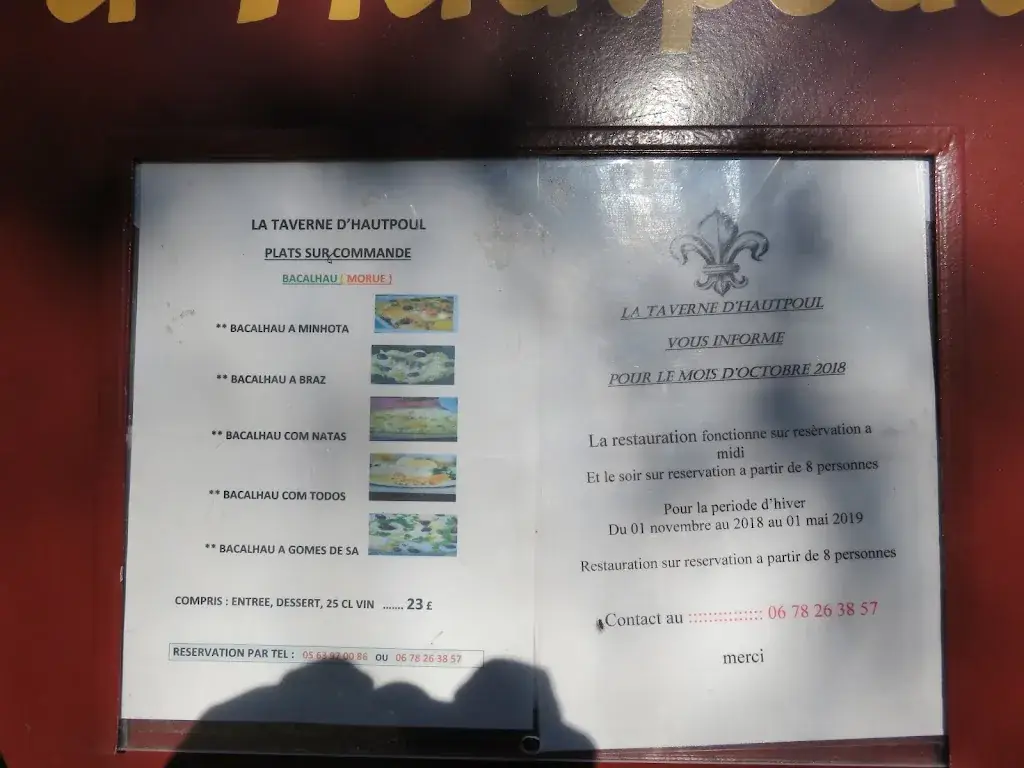 d'Hautpoul
LA TAVERNE D'HAUTPOUL
PLATS SUR COMMANDE
BACALHAU ( MORUE )
** BACALHAU A MINHOTA
** BACALHAU A BRAZ
** BACALHAU COM NATAS
** BACALHAU COM TODOS
** BACALHAU A GOMES DE SA
COMPRIS : ENTREE, DESSERT, 25 CL VIN ....... 23 £
RESERVATION PAR TEL : 05 63 97 00 86 OU 06 78 26 38 57
LA TAVERNE D'HAUTPOUL
VOUS INFORME
POUR LE MOIS D'OCTOBRE 2018
La restauration fonctionne sur reservation a
midi
Et le soir sur reservation a partir de 8 personnes
Pour la periode d'hiver
Du 01 novembre au 2018 au 01 mai 2019
Restauration sur reservation a partir de 8 personnes
Contact au ::::::::::::::: 06 78 26 38 57
merci